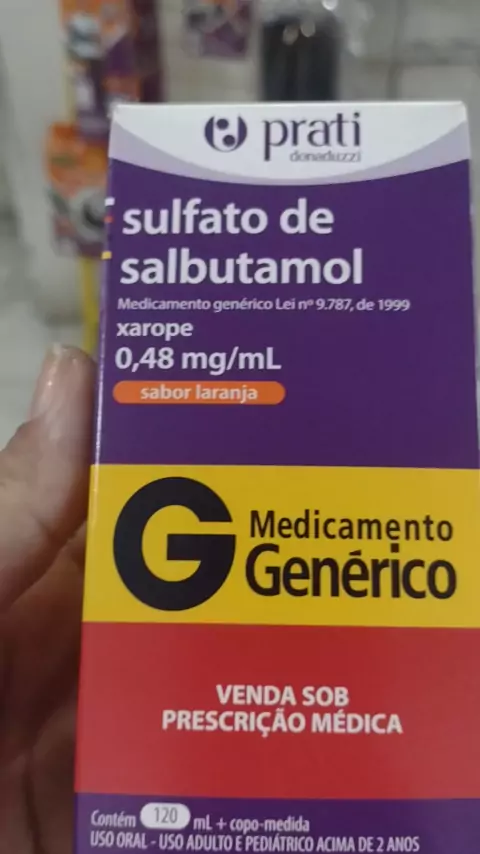 prati
donaduzzi
sulfato de
salbutamol
Medicamento genérico Lei nº 9.787, de 1999
xarope
0,48 mg/mL
sabor laranja
G Medicamento
Genérico
VENDA SOB
PRESCRIÇÃO MÉDICA
Contém 120 mL + copo-medida
USO ORAL - USO ADULTO E PEDIÁTRICO ACIMA DE 2 ANOS